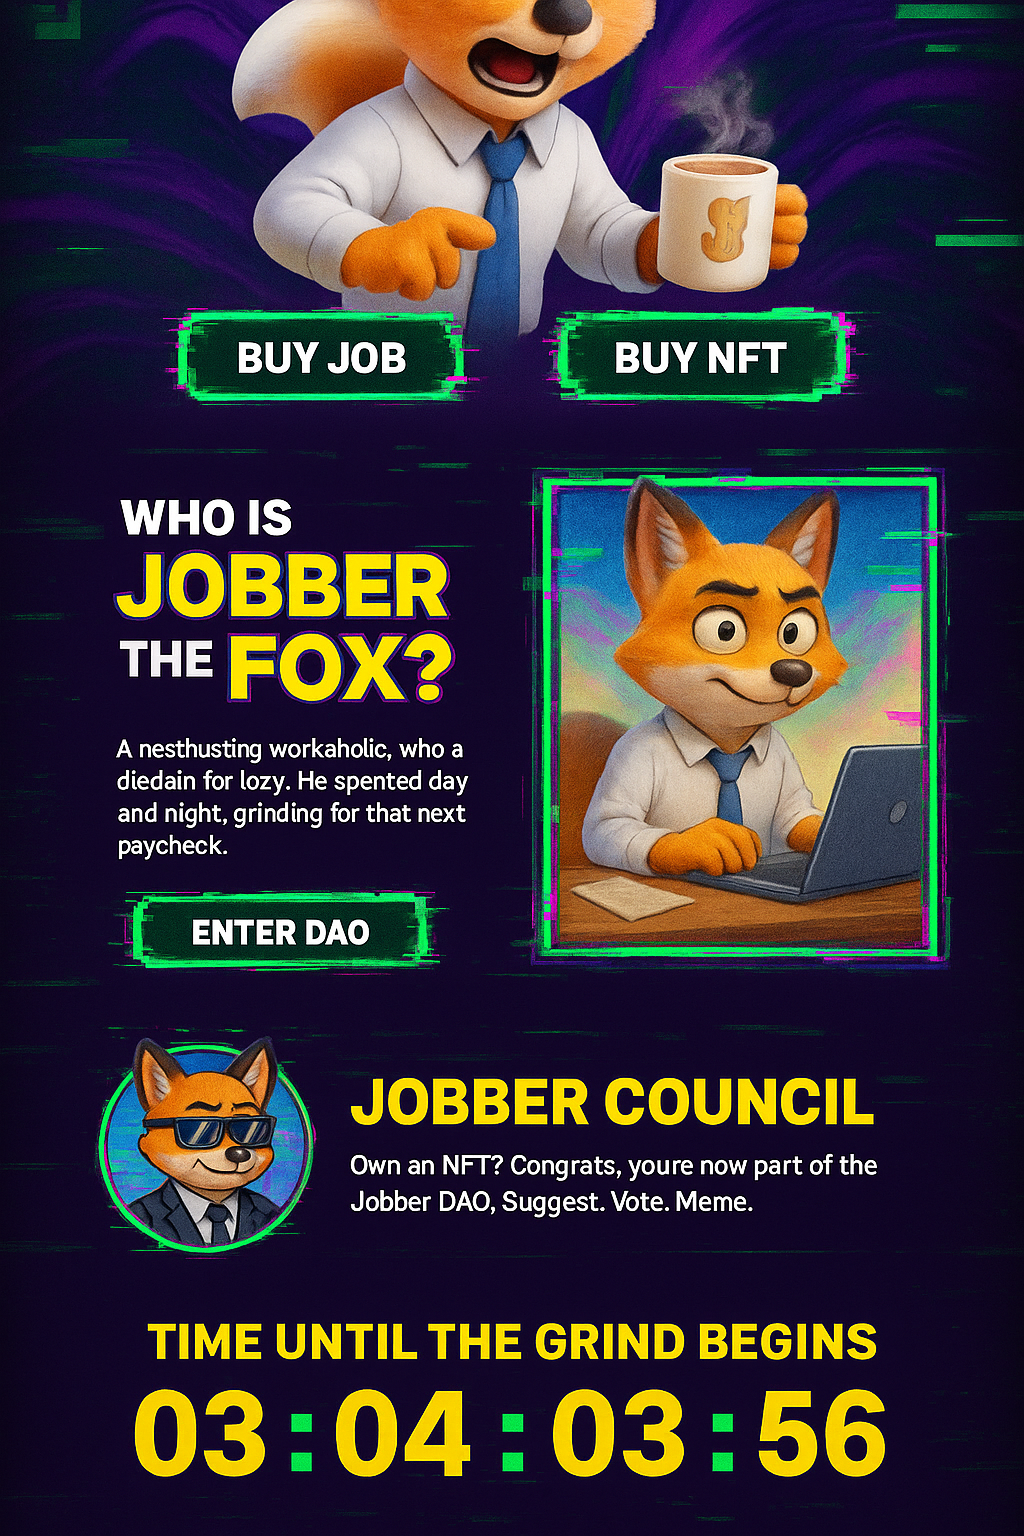 BUY JOB
BUY NFT
WHO IS
JOBBER
THE FOX?
A nesthusting workaholic, who a
diedain for lozy. He spented day
and night, grinding for that next
paycheck.
ENTER DAO
JOBBER COUNCIL
Own an NFT? Congrats, youre now part of the
Jobber DAO, Suggest. Vote. Meme.
TIME UNTIL THE GRIND BEGINS
03:04:03:56